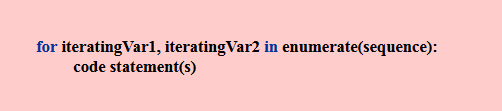 for iteratingVar1, iteratingVar2 in enumerate(sequence):
code statement(s)